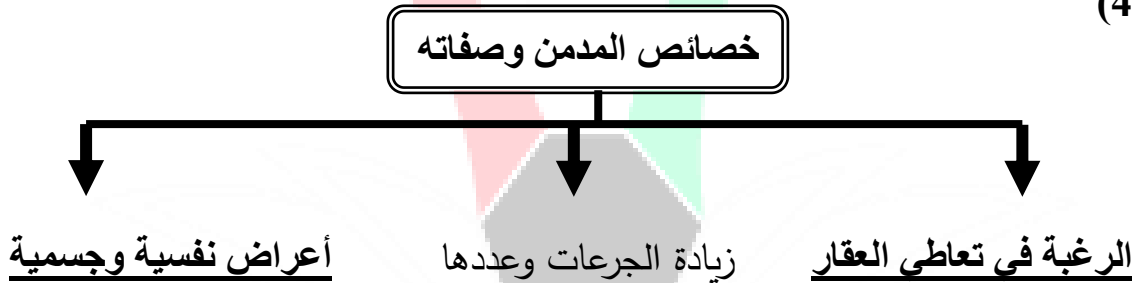 (4
خصائص المدمن وصفاته
الرغبة في تعاطي العقار
زيادة الجرعات وعددها
أعراض نفسية وجسمية